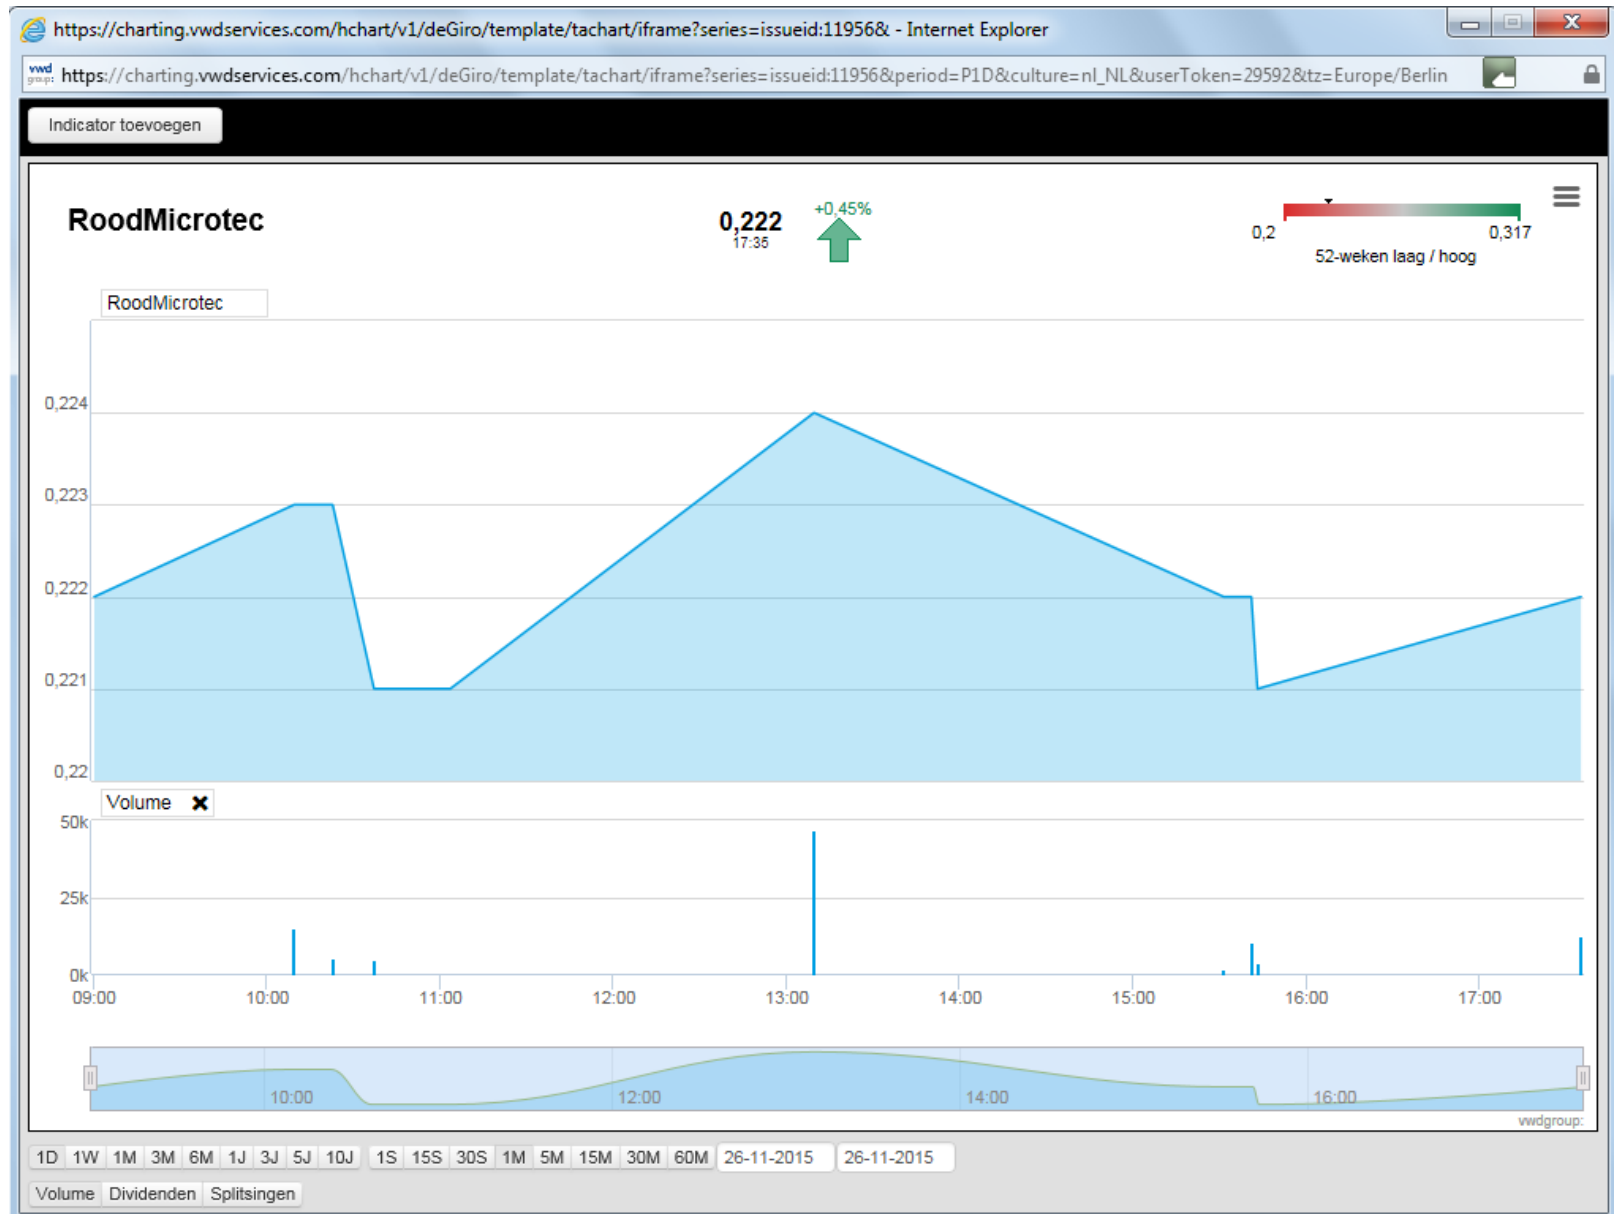 https://charting.vwdservices.com/hchart/v1/deGiro/template/tachart/iframe?series=issueid:11956& - Internet Explorer
vwd group: https://charting.vwdservices.com/hchart/v1/deGiro/template/tachart/iframe?series=issueid:11956&period=P1D&culture=nl_NL&userToken=29592&tz=Europe/Berlin
Indicator toevoegen
RoodMicrotec
0,222
17:35
+0,45%
0,2
0,317
52-weken laag / hoog
RoodMicrotec
0,224
0,223
0,222
0,221
0,22
Volume
50k
25k
0k
09:00 10:00 11:00 12:00 13:00 14:00 15:00 16:00 17:00
10:00 12:00 14:00 16:00
vwdgroup:
1D 1W 1M 3M 6M 1J 3J 5J 10J 1S 15S 30S 1M 5M 15M 30M 60M 26-11-2015 26-11-2015
Volume Dividenden Splitsingen